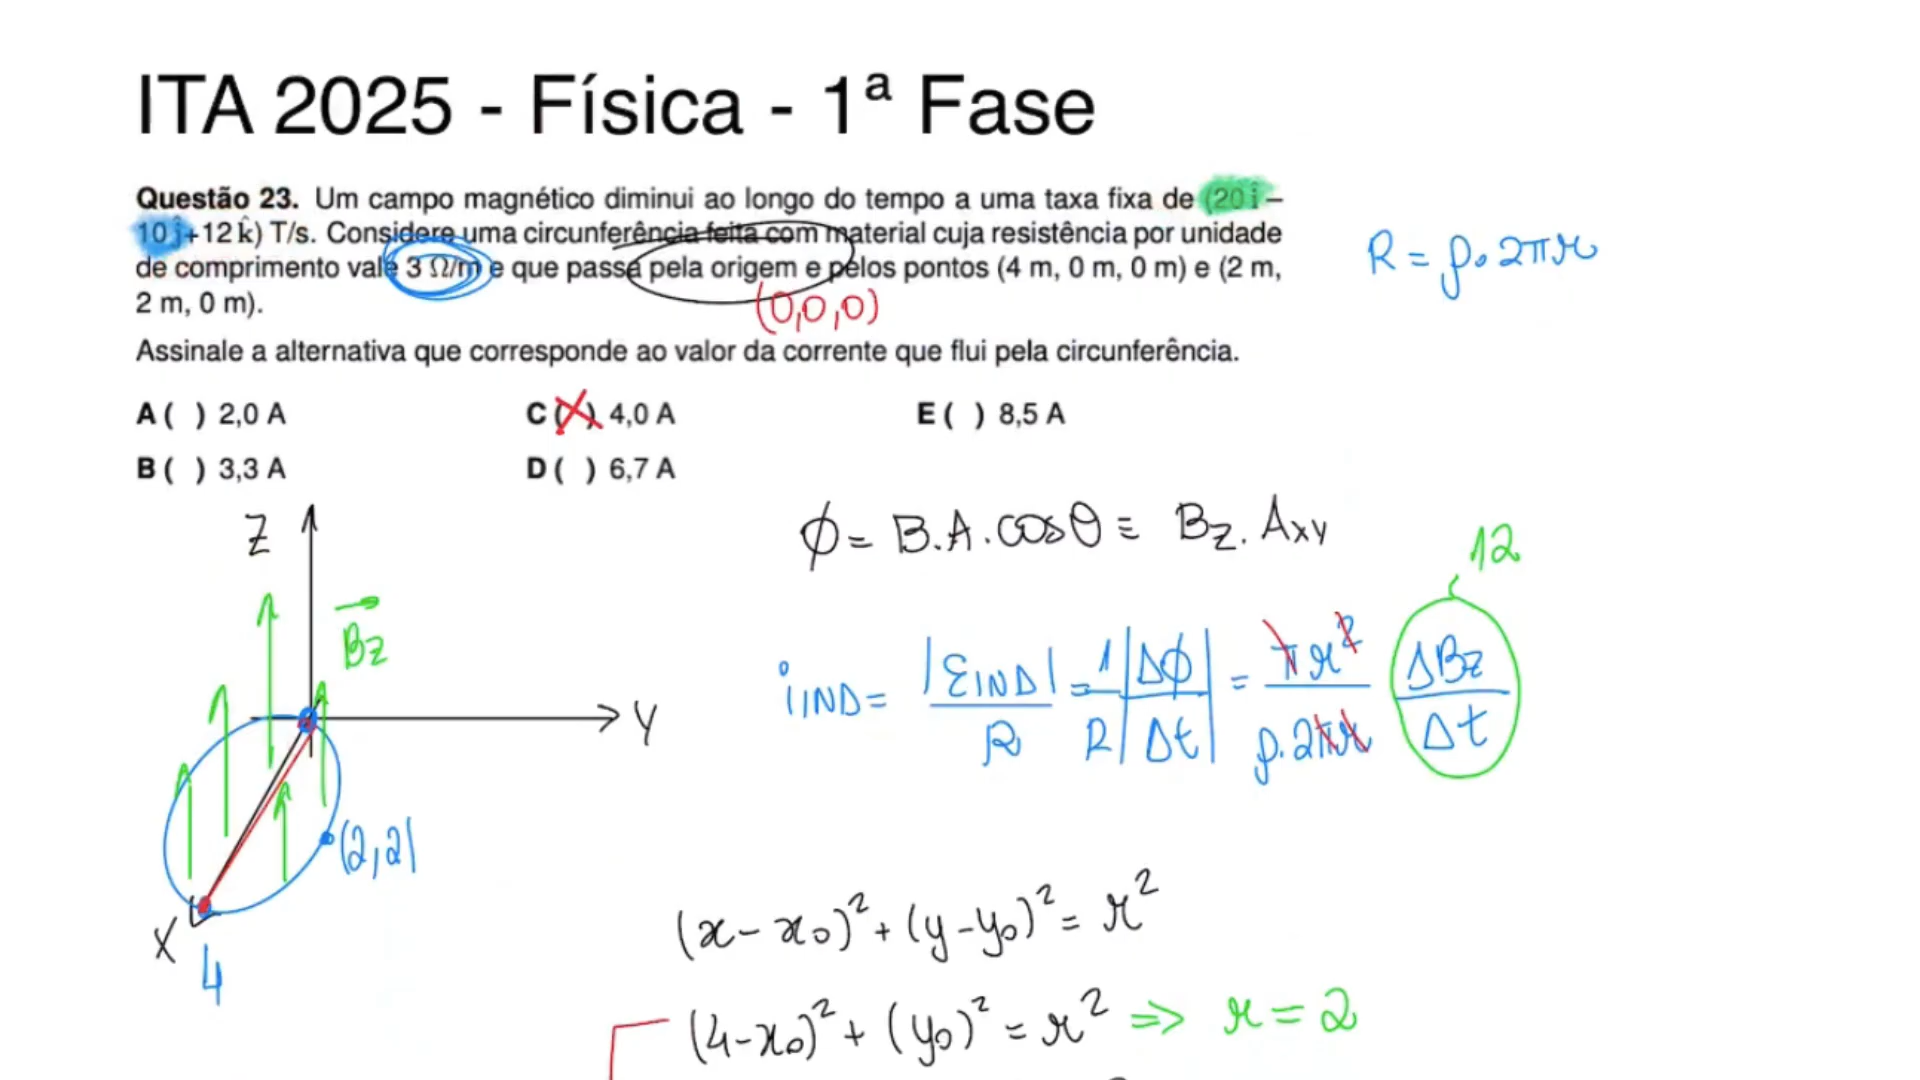 ITA 2025 - Física - 1ª Fase
Questão 23. Um campo magnético diminui ao longo do tempo a uma taxa fixa de (20 î –
10 ĵ+12 k̂) T/s. Considere uma circunferência feita com material cuja resistência por unidade
de comprimento vale 3 Ω/m e que passa pela origem e pelos pontos (4 m, 0 m, 0 m) e (2 m,
2 m, 0 m).
(0,0,0)
R = ρ.2πr
Assinale a alternativa que corresponde ao valor da corrente que flui pela circunferência.
A ( ) 2,0 A
C (X) 4,0 A
E ( ) 8,5 A
B ( ) 3,3 A
D ( ) 6,7 A
Z
Bz
Y
(2,2)
X
4
ϕ = B.A.cosθ = Bz.Axy
12
iIND = |εIND|/R = 1/R |Δϕ/Δt| = πr²/ρ.2πr ΔBz/Δt
(x-x₀)² + (y-y₀)² = r²
(4-x₀)² + (y₀)² = r² => r = 2